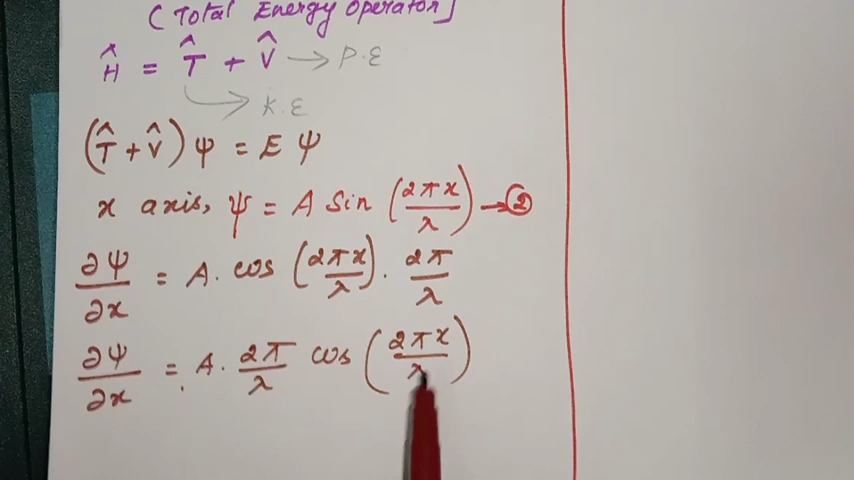 (Total Energy Operator]
Ĥ = T̂ + V̂ → P.E
→ K.E
(T̂ + V̂) ψ = E ψ
x axis, ψ = A Sin (2πx/λ) → ②
∂ψ/∂x = A. cos (2πx/λ) . 2π/λ
∂ψ/∂x = A. 2π/λ cos (2πx/λ)